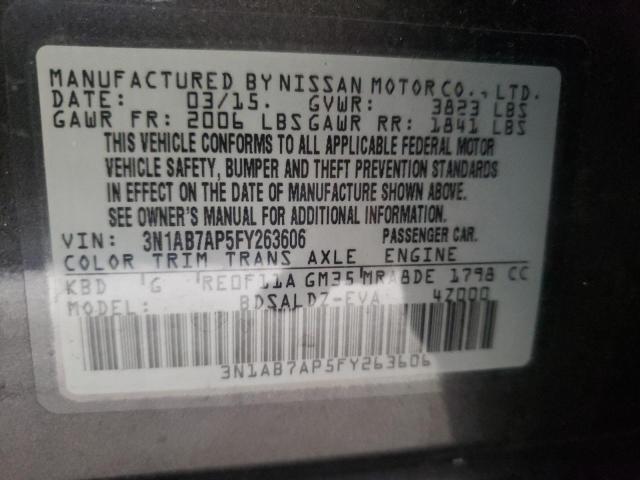 MANUFACTURED BY NISSAN MOTOR CO., LTD.
DATE: 03/15. GVWR: 3823 LBS
GAWR FR: 2006 LBS GAWR RR: 1841 LBS
THIS VEHICLE CONFORMS TO ALL APPLICABLE FEDERAL MOTOR
VEHICLE SAFETY, BUMPER AND THEFT PREVENTION STANDARDS
IN EFFECT ON THE DATE OF MANUFACTURE SHOWN ABOVE.
SEE OWNER'S MANUAL FOR ADDITIONAL INFORMATION.
VIN: 3N1AB7AP5FY263606 PASSENGER CAR.
COLOR TRIM TRANS AXLE ENGINE
KBD G RE0F11A GM35 MRA8DE 1798 CC
MODEL: BDSALDZ-EVA 4Z000
3N1AB7AP5FY263606